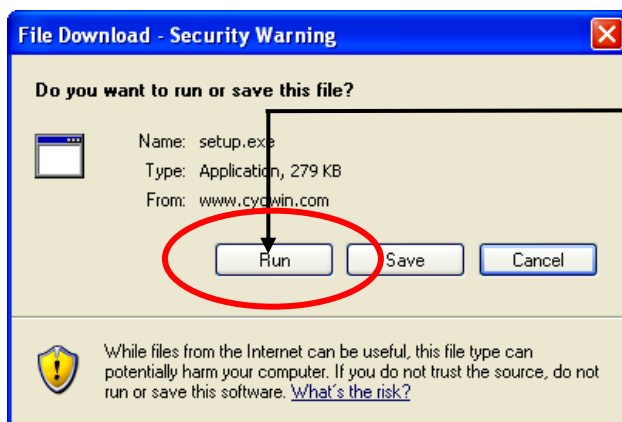 File Download - Security Warning
Do you want to run or save this file?
Name: setup.exe
Type: Application, 279 KB
From: www.cygwin.com
Run Save Cancel
While files from the Internet can be useful, this file type can
potentially harm your computer. If you do not trust the source, do not
run or save this software. What's the risk?